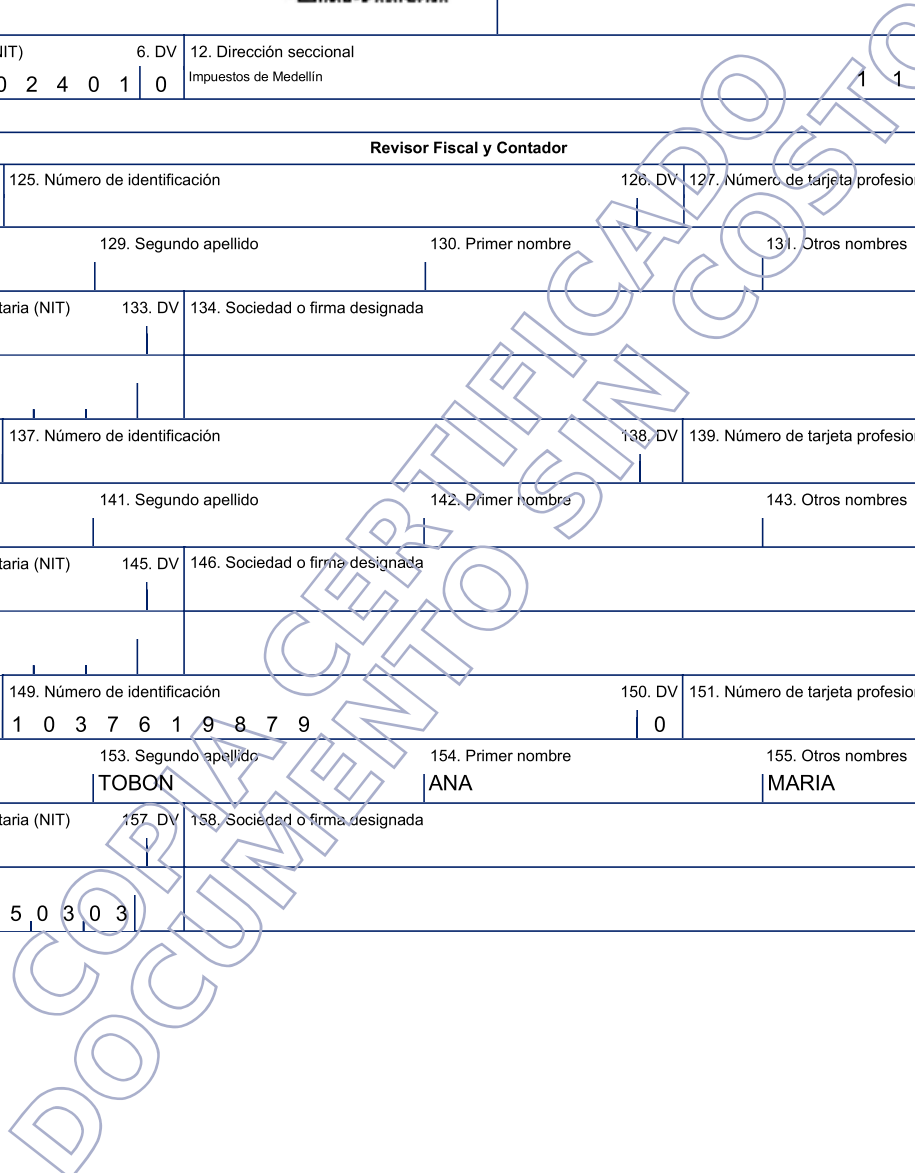 NIT) 6. DV 12. Dirección seccional
0 2 4 0 1 0 Impuestos de Medellín 1 1
Revisor Fiscal y Contador
125. Número de identificación 126. DV 127. Número de tarjeta profesio
129. Segundo apellido 130. Primer nombre 131. Otros nombres
taria (NIT) 133. DV 134. Sociedad o firma designada
137. Número de identificación 138. DV 139. Número de tarjeta profesio
141. Segundo apellido 142. Primer nombre 143. Otros nombres
taria (NIT) 145. DV 146. Sociedad o firma designada
149. Número de identificación 150. DV 151. Número de tarjeta profesio
1 0 3 7 6 1 9 8 7 9 0
153. Segundo apellido 154. Primer nombre 155. Otros nombres
TOBON ANA MARIA
taria (NIT) 157. DV 158. Sociedad o firma designada
5 0 3 0 3
COPIA CERTIFICADO
DOCUMENTO SIN COSTO